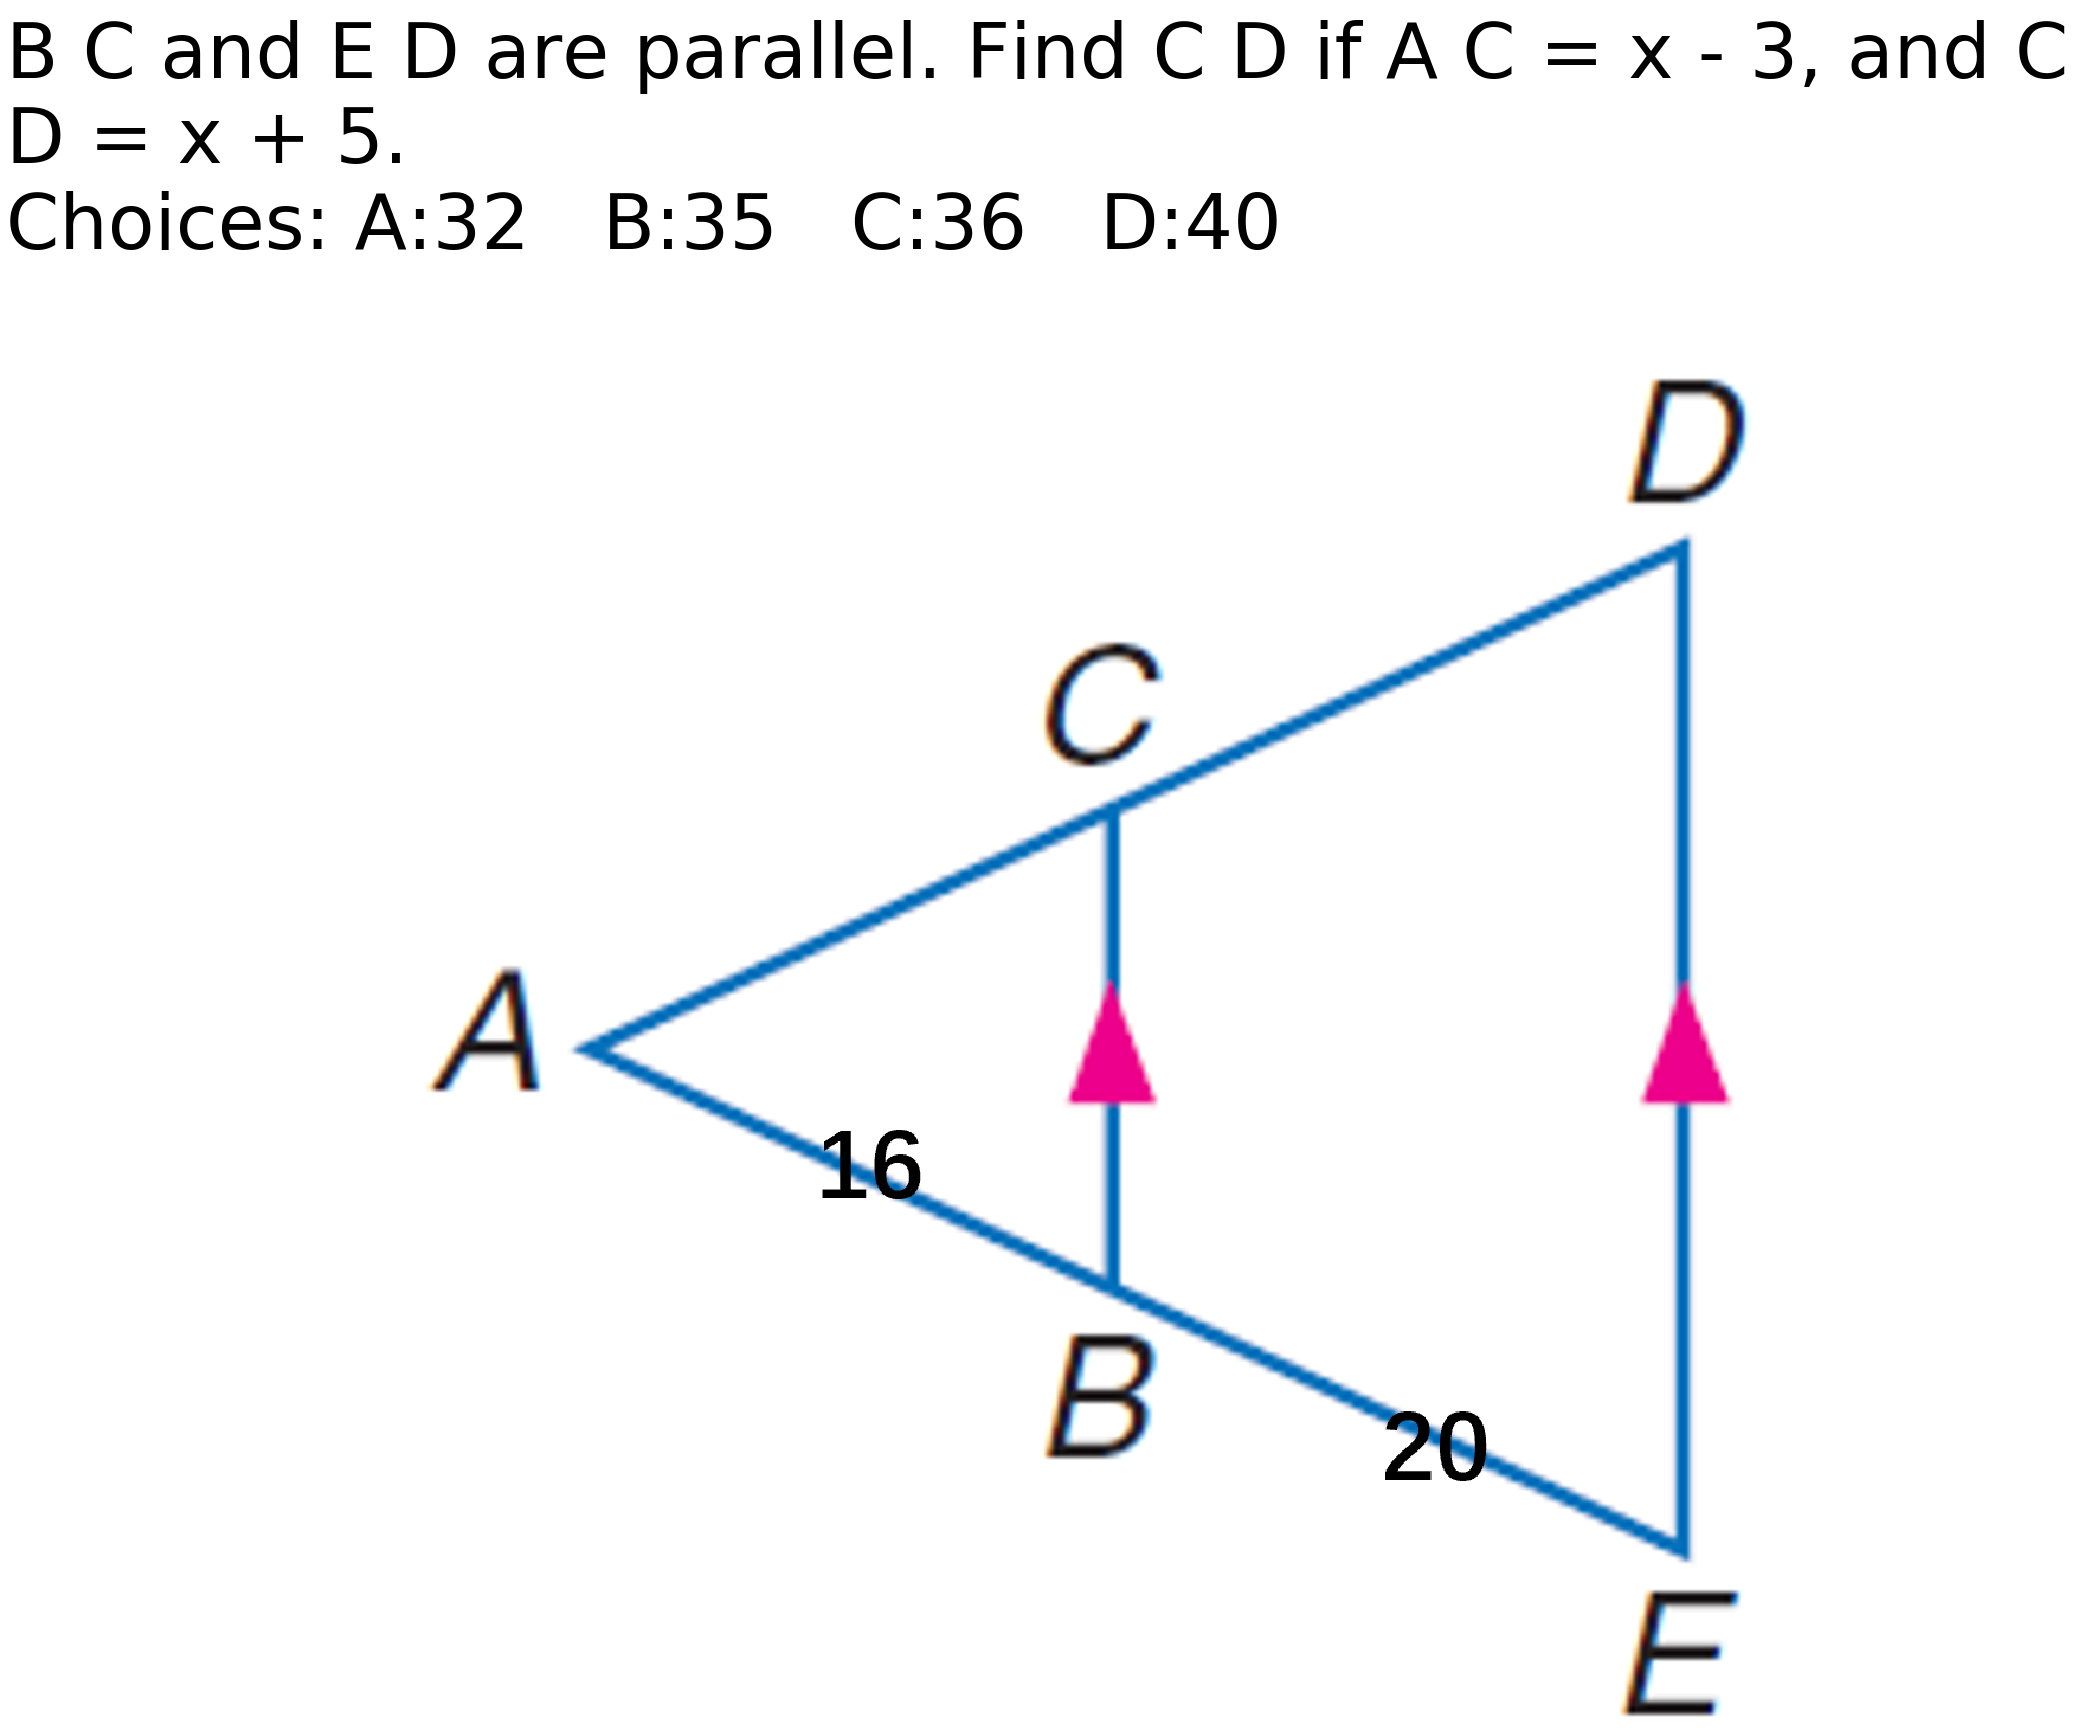 B C and E D are parallel. Find C D if A C = x - 3, and C
D = x + 5.
Choices: A:32 B:35 C:36 D:40
D
C
A
16
B
20
E